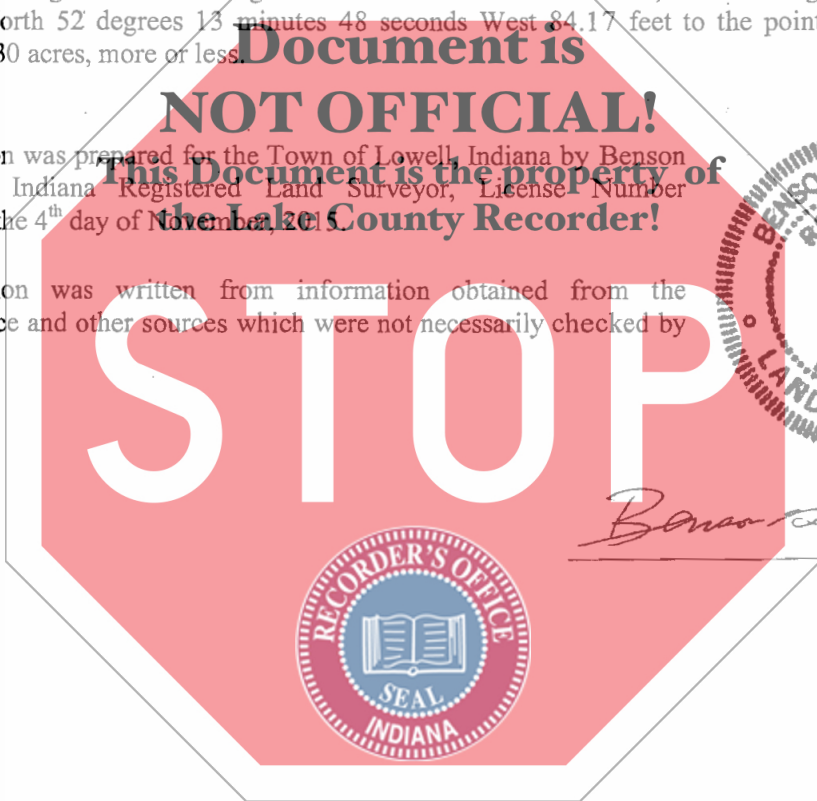 orth 52 degrees 13 minutes 48 seconds West 84.17 feet to the point
30 acres, more or less.
Document is
NOT OFFICIAL!
n was prepared for the Town of Lowell, Indiana by Benson
This Document is the property of
Indiana Registered Land Surveyor, License Number
the Lake County Recorder!
he 4th day of November, 2015.
on was written from information obtained from the
ce and other sources which were not necessarily checked by
STOP
BENSO
LAND
Benson
RECORDER'S OFFICE
SEAL
INDIANA